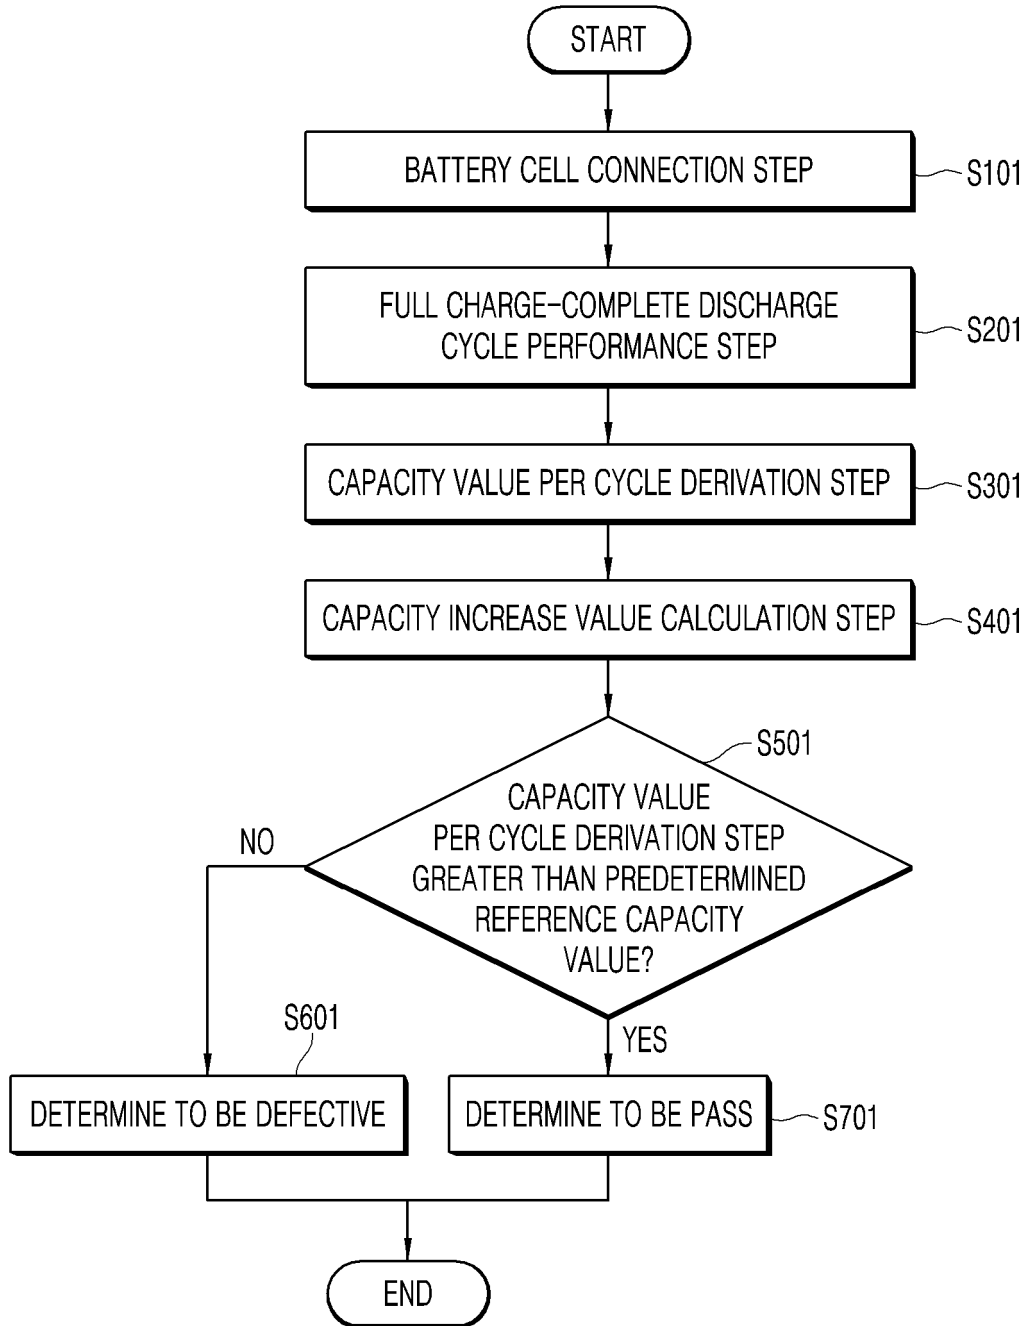 START
BATTERY CELL CONNECTION STEP
S101
FULL CHARGE-COMPLETE DISCHARGE
CYCLE PERFORMANCE STEP
S201
CAPACITY VALUE PER CYCLE DERIVATION STEP
S301
CAPACITY INCREASE VALUE CALCULATION STEP
S401
S501
CAPACITY VALUE
PER CYCLE DERIVATION STEP
GREATER THAN PREDETERMINED
REFERENCE CAPACITY
VALUE?
NO
YES
S601
DETERMINE TO BE DEFECTIVE
DETERMINE TO BE PASS
S701
END